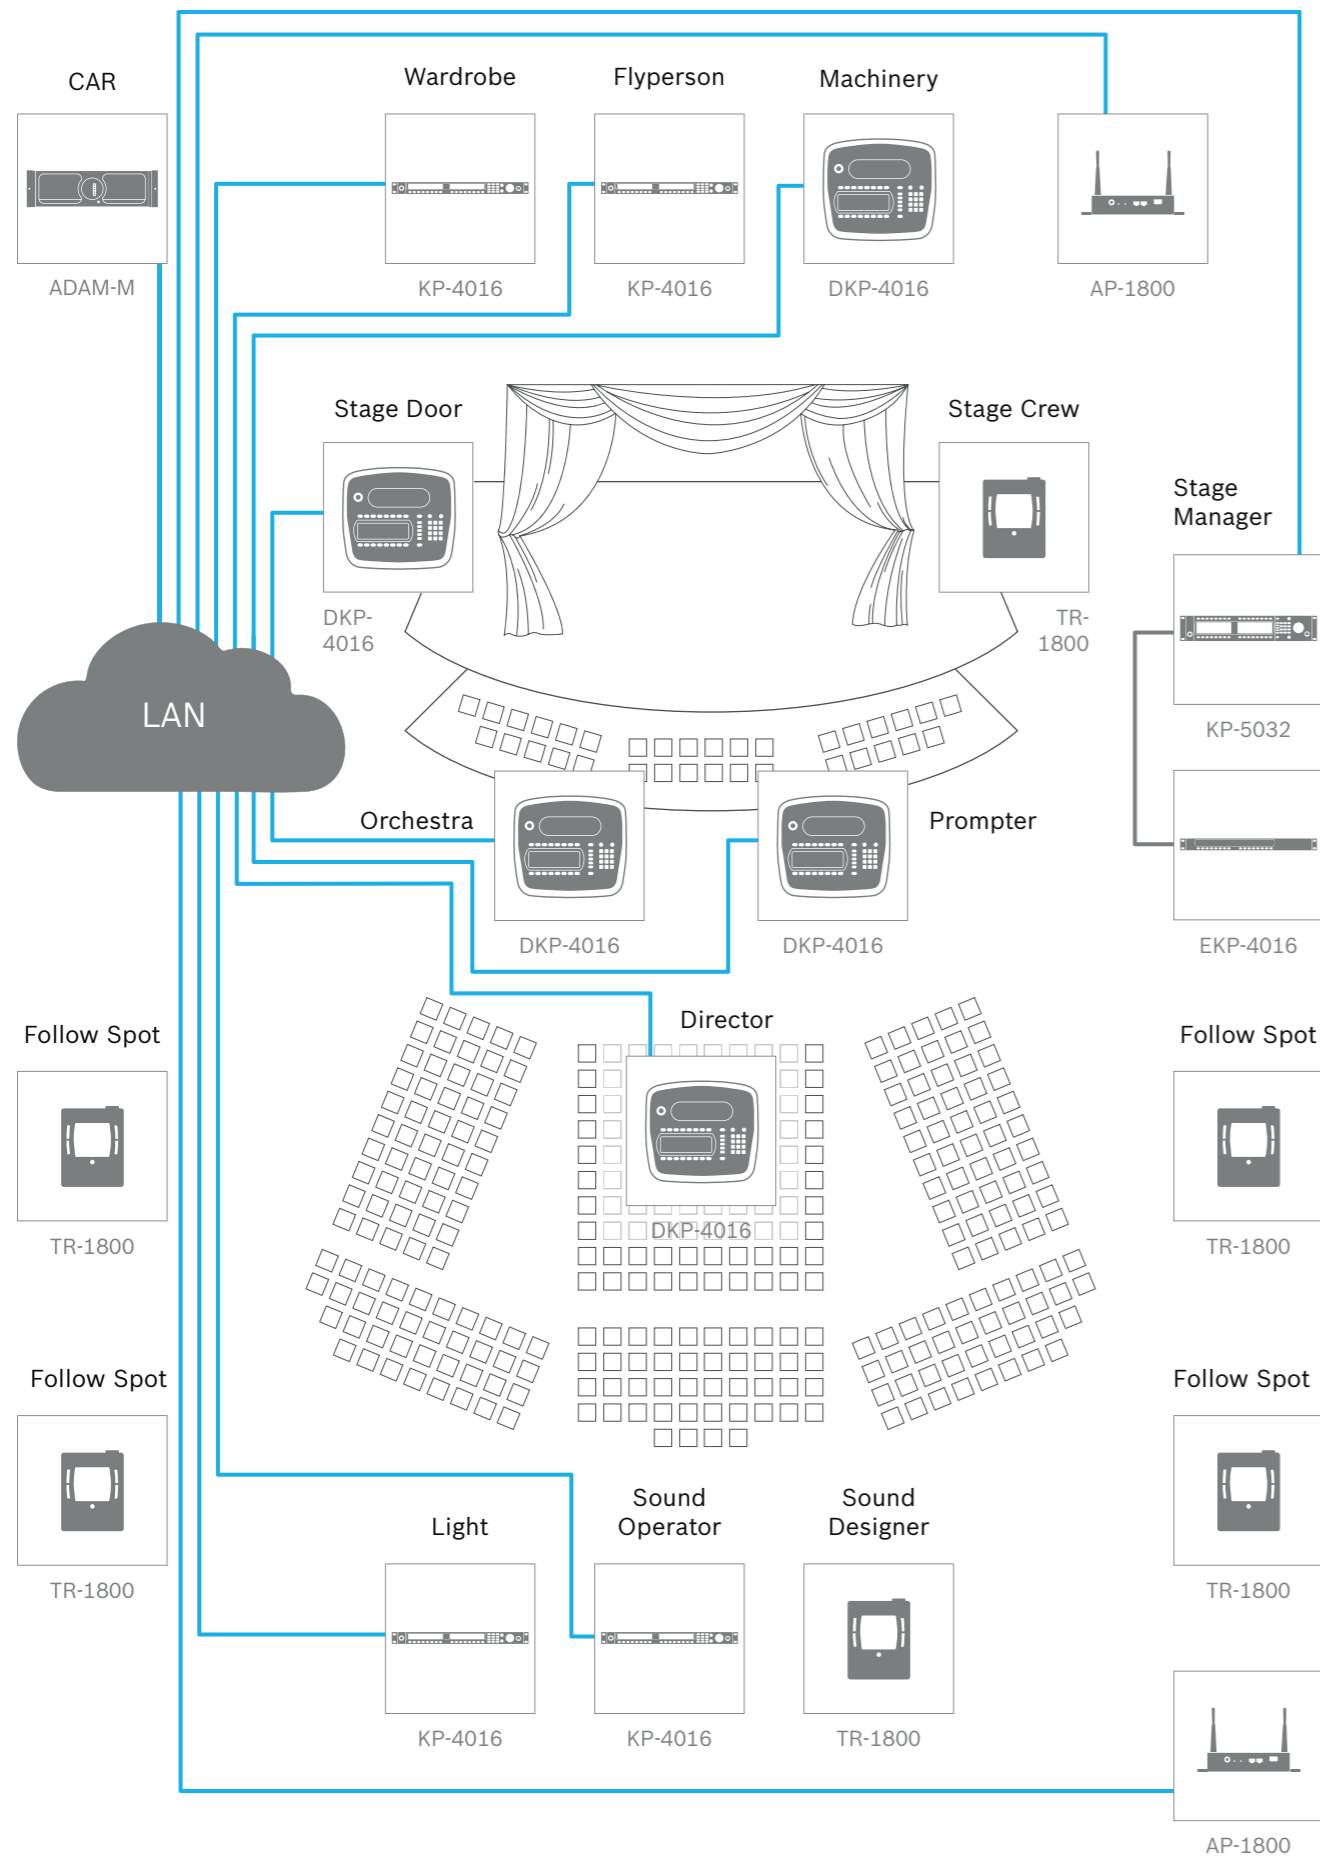 CAR
Wardrobe
Flyperson
Machinery
ADAM-M
KP-4016
KP-4016
DKP-4016
AP-1800
Stage Door
Stage Crew
DKP-
4016
TR-
1800
Stage
Manager
KP-5032
LAN
Orchestra
Prompter
DKP-4016
DKP-4016
EKP-4016
Follow Spot
Director
Follow Spot
TR-1800
DKP-4016
TR-1800
Follow Spot
Follow Spot
TR-1800
TR-1800
Light
Sound
Operator
Sound
Designer
KP-4016
KP-4016
TR-1800
AP-1800